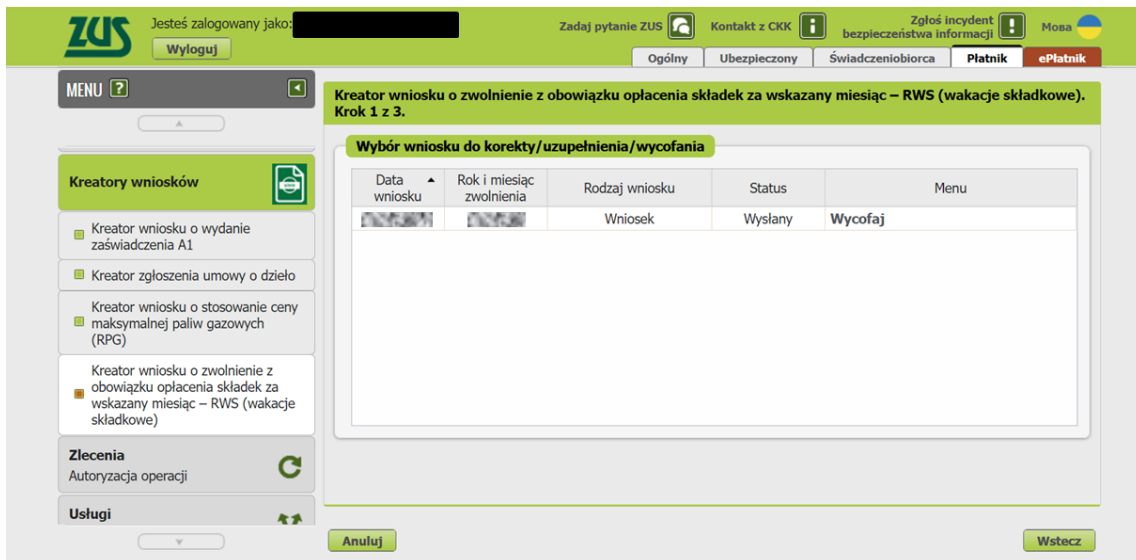 ZUS
Jesteś zalogowany jako:
Wyloguj
Zadaj pytanie ZUS
Kontakt z CKK
Zgłoś incydent
bezpieczeństwa informacji
Мова
Ogólny
Ubezpieczony
Świadczeniobiorca
Płatnik
ePłatnik
MENU ?
Kreatory wniosków
Kreator wniosku o wydanie
zaświadczenia A1
Kreator zgłoszenia umowy o dzieło
Kreator wniosku o stosowanie ceny
maksymalnej paliw gazowych
(RPG)
Kreator wniosku o zwolnienie z
obowiązku opłacenia składek za
wskazany miesiąc – RWS (wakacje
składkowe)
Zlecenia
Autoryzacja operacji
Usługi
Kreator wniosku o zwolnienie z obowiązku opłacenia składek za wskazany miesiąc – RWS (wakacje składkowe).
Krok 1 z 3.
Wybór wniosku do korekty/uzupełnienia/wycofania
Data
wniosku
Rok i miesiąc
zwolnienia
Rodzaj wniosku
Status
Menu
Wniosek
Wysłany
Wycofaj
Anuluj
Wstecz